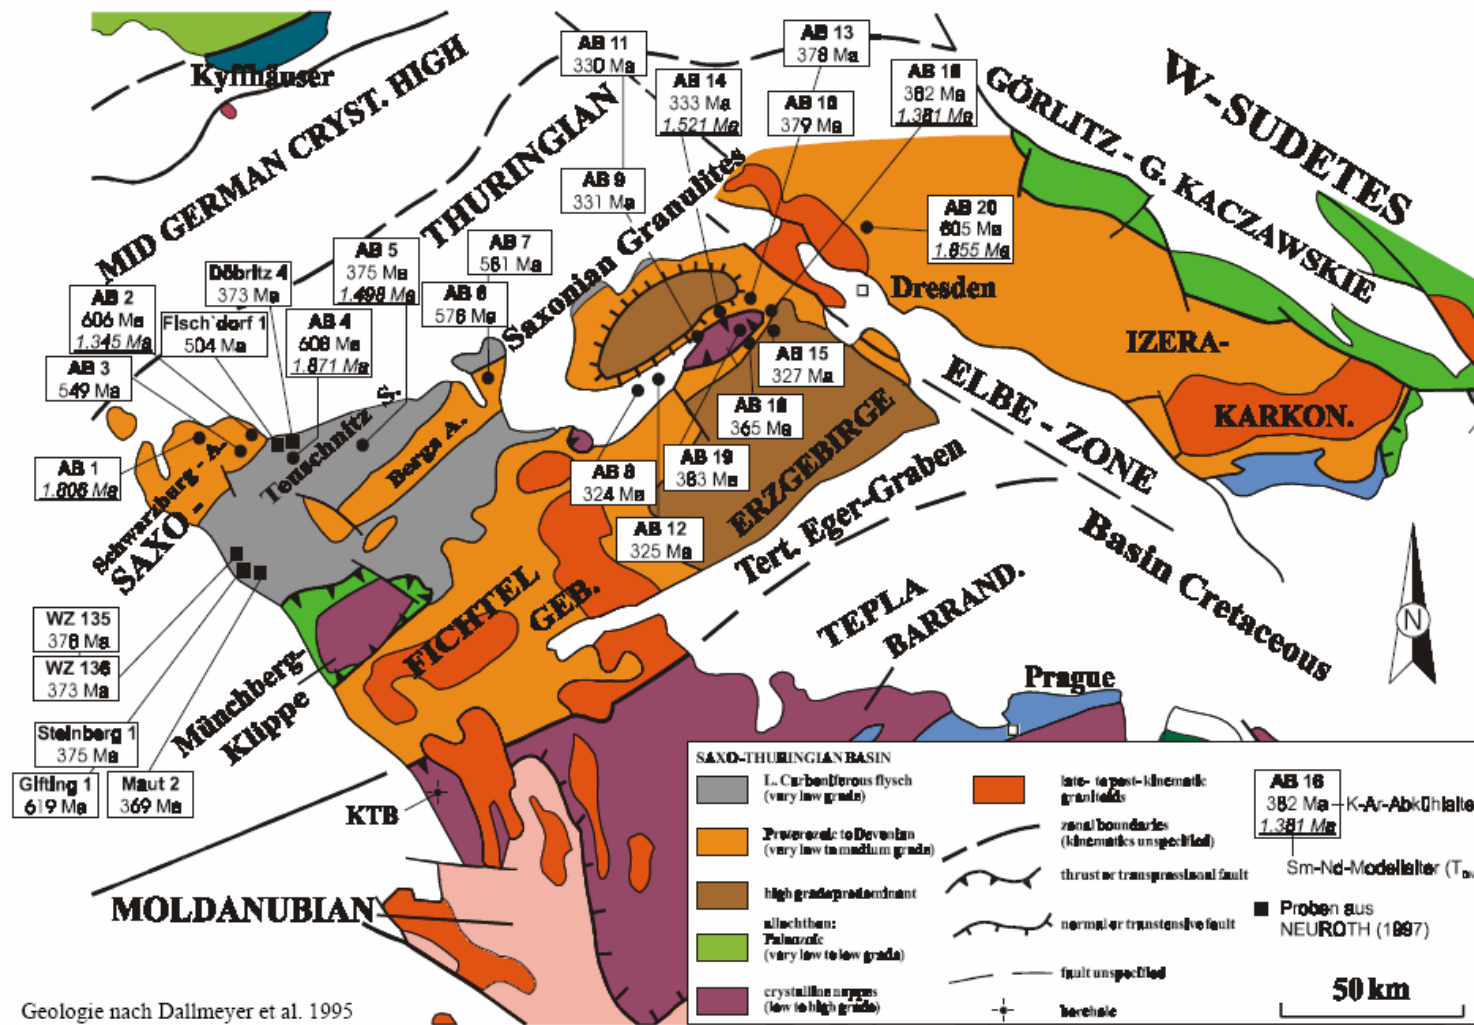 Kyffhäuser
MID GERMAN CRYST. HIGH
THURINGIAN
SAXO -
Saxonian Granulites
GÖRLITZ - G. KACZAWSKIE
W-SUDETES
AB 11
330 Ma
AB 14
333 Ma
1.521 Ma
AB 13
378 Ma
AB 10
379 Ma
AB 16
382 Ma
1.381 Ma
AB 9
331 Ma
AB 20
605 Ma
1.655 Ma
Dresden
IZERA-
KARKON.
AB 7
561 Ma
AB 6
576 Ma
AB 5
375 Ma
1.498 Ma
Döbritz 4
373 Ma
AB 2
606 Ma
1.345 Ma
Fisch`dorf 1
504 Ma
AB 4
608 Ma
1.871 Ma
AB 3
549 Ma
AB 1
1.806 Ma
Schwarzburg - A.
Teuschnitz Sy.
Berga A.
AB 15
327 Ma
AB 18
365 Ma
AB 19
383 Ma
AB 8
324 Ma
AB 12
325 Ma
ERZGEBIRGE
ELBE - ZONE
Tert. Eger-Graben
Basin Cretaceous
FICHTEL
GEB.
TEPLA
BARRAND.
Prague
WZ 135
378 Ma
WZ 136
373 Ma
Steinberg 1
375 Ma
Gifting 1
619 Ma
Maut 2
369 Ma
Münchberg-
Klippe
KTB
MOLDANUBIAN
N
SAXO-THURINGIAN BASIN
L. Carboniferous flysch
(very low grade)
Proterozoic to Devonian
(very low to medium grade)
high grade predominant
allochthon:
Paleozoic
(very low to low grade)
crystalline nappes
(low to high grade)
late- to post-kinematic
granitoids
zonal boundaries
(kinematics unspecified)
thrust or transpressional fault
normal or transtensive fault
fault unspecified
borehole
AB 16
382 Ma
1.381 Ma
K-Ar-Abkühlalte
Sm-Nd-Modellalter (T
Proben aus
NEUROTH (1997)
50 km
Geologie nach Dallmeyer et al. 1995